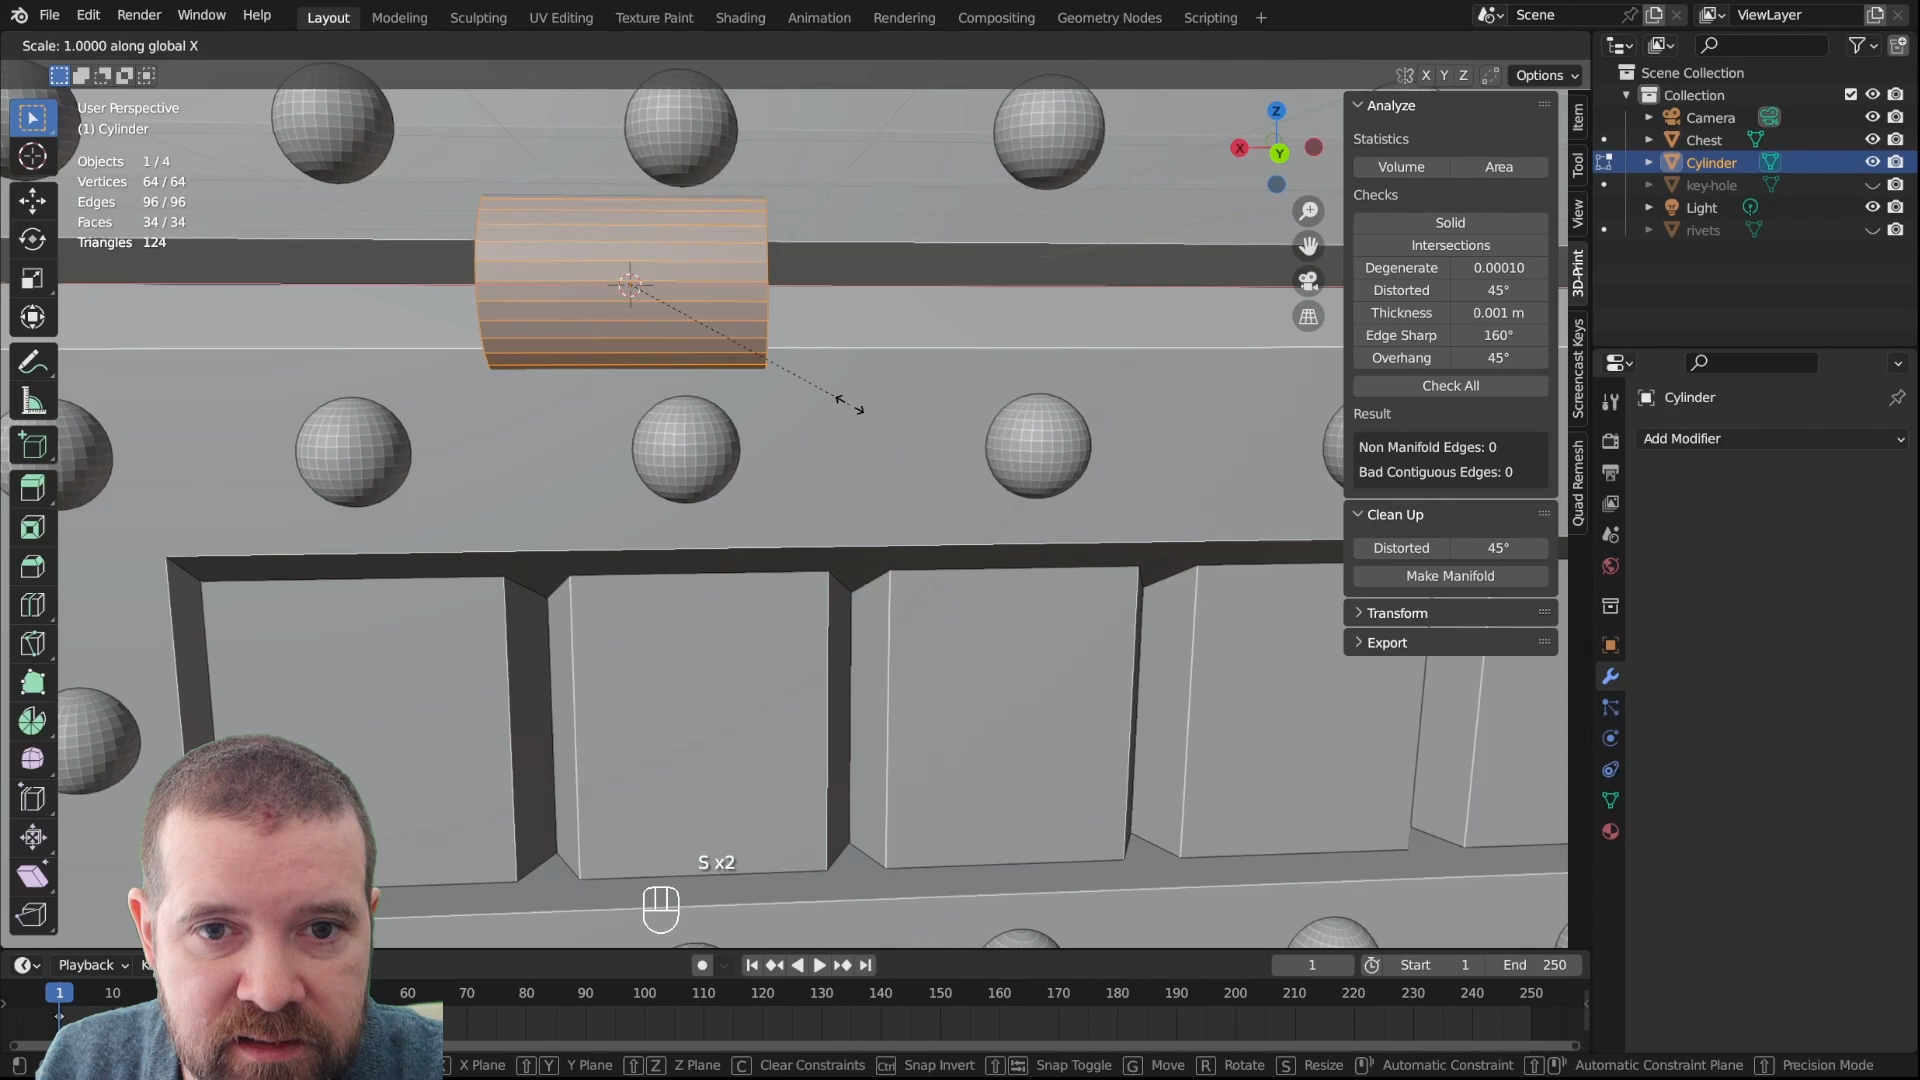 File Edit Render Window Help Layout Modeling Sculpting UV Editing Texture Paint Shading Animation Rendering Compositing Geometry Nodes Scripting + Scene ViewLayer
Scale: 1.0000 along global X
X Y Z Options
User Perspective
(1) Cylinder
Objects 1 / 4
Vertices 64 / 64
Edges 96 / 96
Faces 34 / 34
Triangles 124
Z
X
Y
Analyze
Statistics
Volume Area
Checks
Solid
Intersections
Degenerate 0.00010
Distorted 45°
Thickness 0.001 m
Edge Sharp 160°
Overhang 45°
Check All
Result
Non Manifold Edges: 0
Bad Contiguous Edges: 0
Clean Up
Distorted 45°
Make Manifold
Transform
Export
Item
Tool
View
3D-Print
Screencast Keys
Quad Remesh
Scene Collection
Collection
Camera
Chest
Cylinder
key-hole
Light
rivets
Cylinder
Add Modifier
S x2
Playback
1 Start 1 End 250
1 10 60 70 80 90 100 110 120 130 140 150 160 170 180 190 200 210 220 230 240 250
X Plane Y Y Plane Z Z Plane C Clear Constraints Ctrl Snap Invert Snap Toggle G Move R Rotate S Resize Automatic Constraint Automatic Constraint Plane Precision Mode